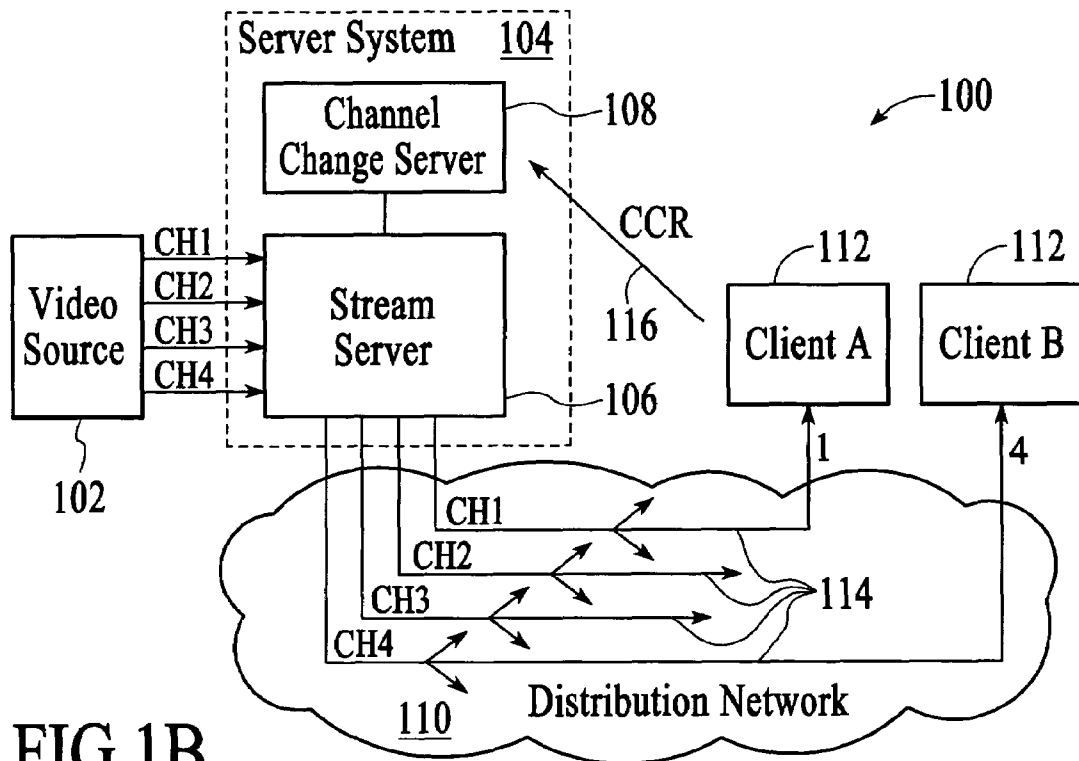 Server System 104
Channel
Change Server
108
100
CCR
116
112
112
Video
Source
CH1
CH2
CH3
CH4
Stream
Server
Client A
Client B
106
102
1
4
CH1
CH2
CH3
CH4
114
110
Distribution Network
FIG.1B